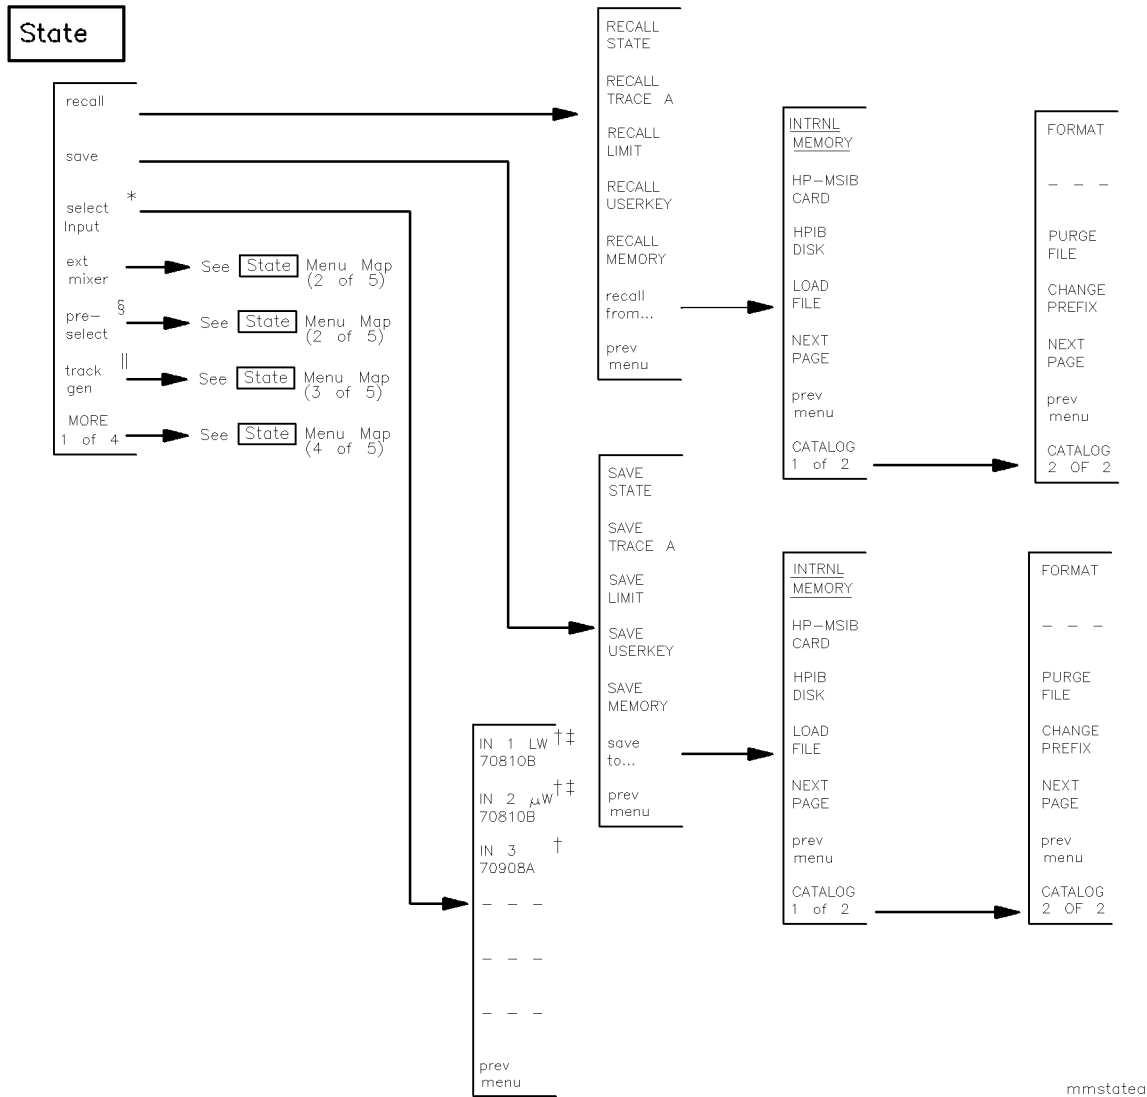 State
recall
save
select *
Input
ext
mixer
See State Menu Map
(2 of 5)
pre- §
select
See State Menu Map
(2 of 5)
track ||
gen
See State Menu Map
(3 of 5)
MORE
1 of 4
See State Menu Map
(4 of 5)
RECALL
STATE
RECALL
TRACE A
RECALL
LIMIT
RECALL
USERKEY
RECALL
MEMORY
recall
from...
prev
menu
INTRNL
MEMORY
HP-MSIB
CARD
HPIB
DISK
LOAD
FILE
NEXT
PAGE
prev
menu
CATALOG
1 of 2
FORMAT
- - -
PURGE
FILE
CHANGE
PREFIX
NEXT
PAGE
prev
menu
CATALOG
2 OF 2
SAVE
STATE
SAVE
TRACE A
SAVE
LIMIT
SAVE
USERKEY
SAVE
MEMORY
save
to...
prev
menu
INTRNL
MEMORY
HP-MSIB
CARD
HPIB
DISK
LOAD
FILE
NEXT
PAGE
prev
menu
CATALOG
1 of 2
FORMAT
- - -
PURGE
FILE
CHANGE
PREFIX
NEXT
PAGE
prev
menu
CATALOG
2 OF 2
IN 1 LW †‡
70810B
IN 2 μW †‡
70810B
IN 3 †
70908A
- - -
- - -
- - -
prev
menu
mmstatea